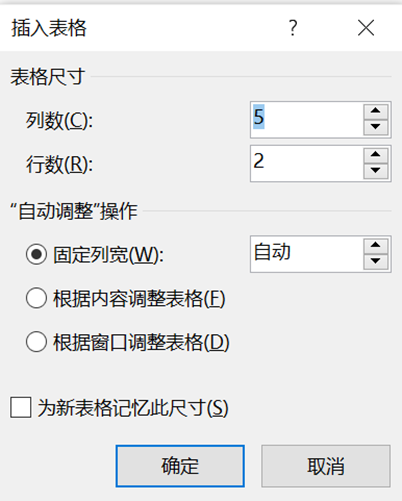 插入表格 ?
表格尺寸
列数(C): 5
行数(R): 2
“自动调整”操作
固定列宽(W): 自动
根据内容调整表格(F)
根据窗口调整表格(D)
为新表格记忆此尺寸(S)
确定 取消